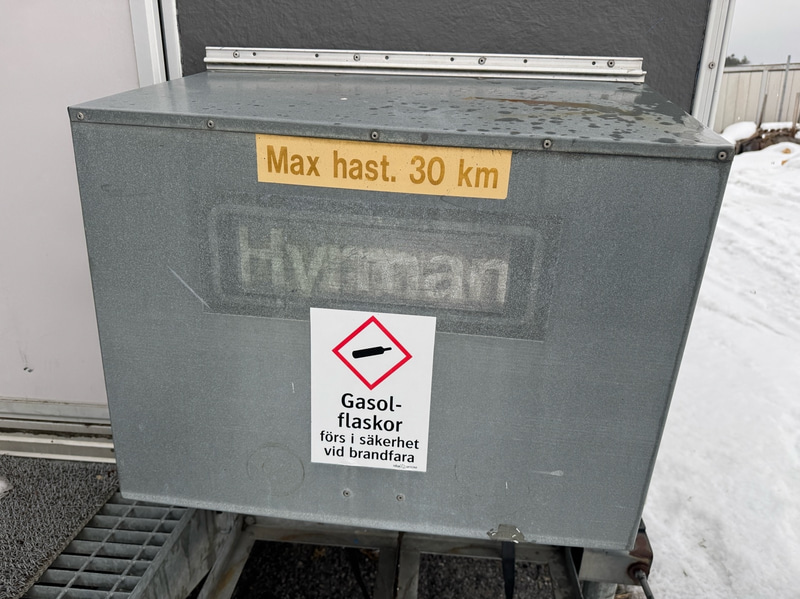 Max hast. 30 km
Hyrman
Gasol-
flaskor
förs i säkerhet
vid brandfara